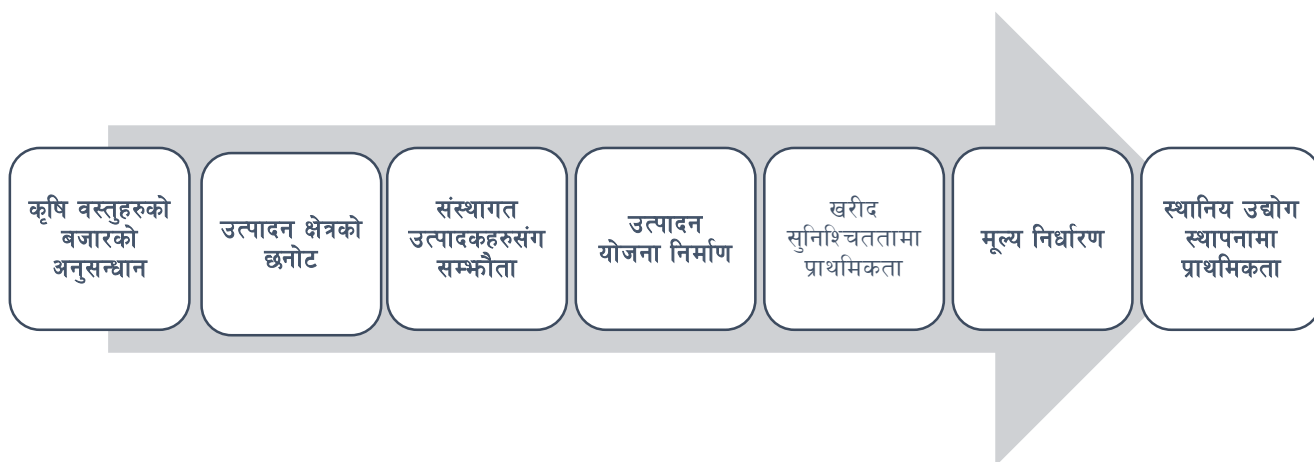 कृषि वस्तुहरुको
बजारको
अनुसन्धान
उत्पादन क्षेत्रको
छनोट
संस्थागत
उत्पादकहरुसंग
सम्झौता
उत्पादन
योजना निर्माण
खरीद
सुनिश्चिततामा
प्राथमिकता
मूल्य निर्धारण
स्थानिय उद्योग
स्थापनामा
प्राथमिकता